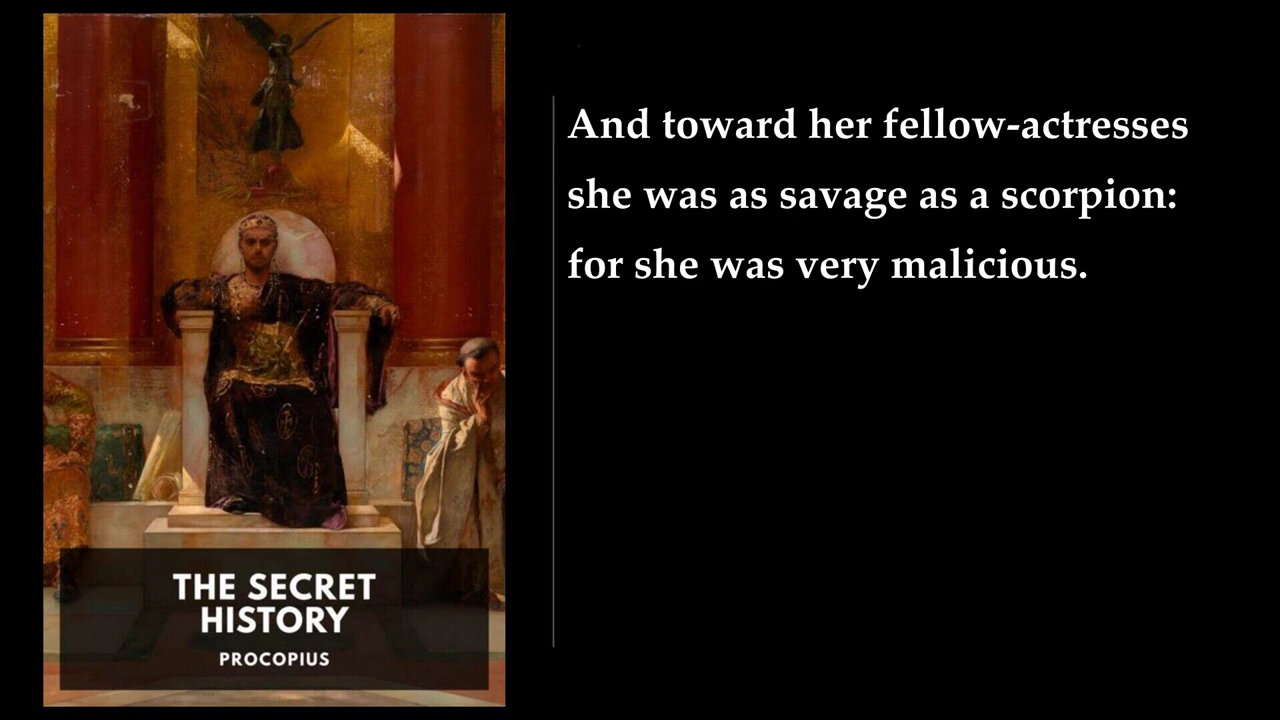 THE SECRET
HISTORY
PROCOPIUS
And toward her fellow-actresses
she was as savage as a scorpion:
for she was very malicious.